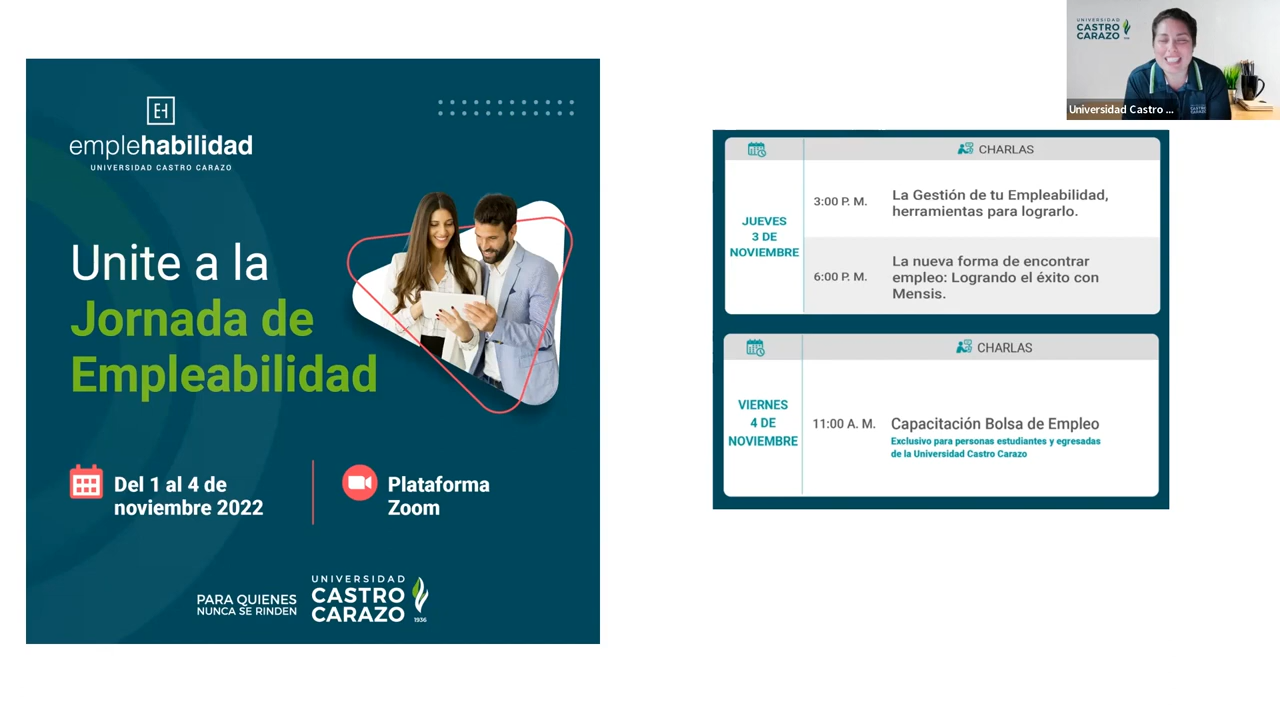 EH
emplehabilidad
UNIVERSIDAD CASTRO CARAZO
Unite a la
Jornada de
Empleabilidad
Del 1 al 4 de
noviembre 2022
Plataforma
Zoom
PARA QUIENES
NUNCA SE RINDEN
UNIVERSIDAD
CASTRO
CARAZO
1936
UNIVERSIDAD
CASTRO
CARAZO
Universidad Castro ...
CHARLAS
JUEVES
3 DE
NOVIEMBRE
3:00 P. M.
La Gestión de tu Empleabilidad,
herramientas para lograrlo.
6:00 P. M.
La nueva forma de encontrar
empleo: Logrando el éxito con
Mensis.
CHARLAS
VIERNES
4 DE
NOVIEMBRE
11:00 A. M.
Capacitación Bolsa de Empleo
Exclusivo para personas estudiantes y egresadas
de la Universidad Castro Carazo